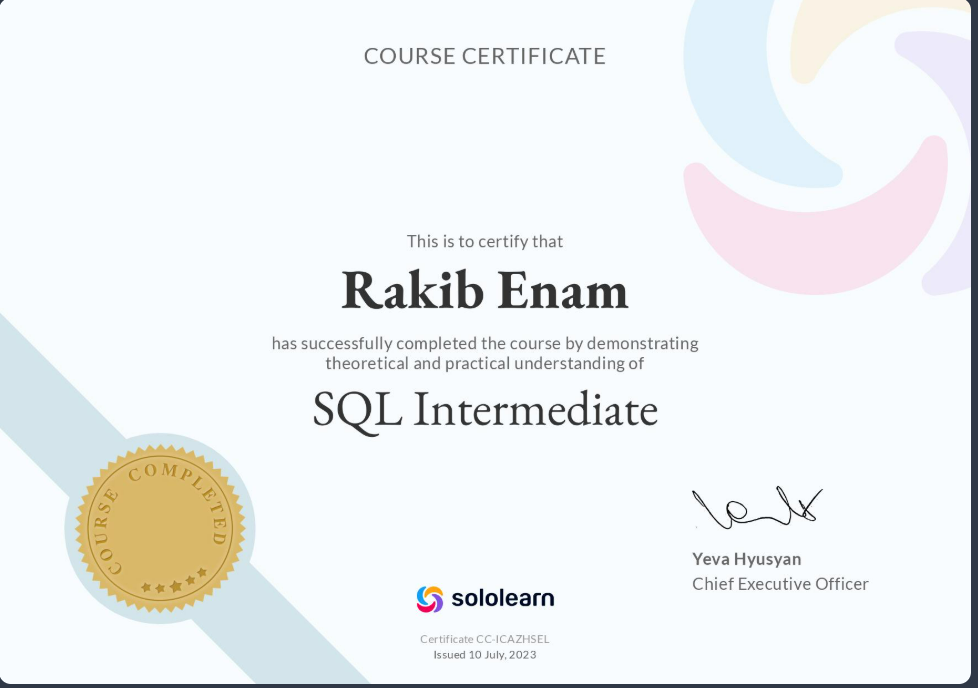 COURSE CERTIFICATE
This is to certify that
Rakib Enam
has successfully completed the course by demonstrating
theoretical and practical understanding of
SQL Intermediate
COURSE COMPLETED
Yeva Hyusyan
Chief Executive Officer
sololearn
Certificate CC-ICAZHSEL
Issued 10 July, 2023